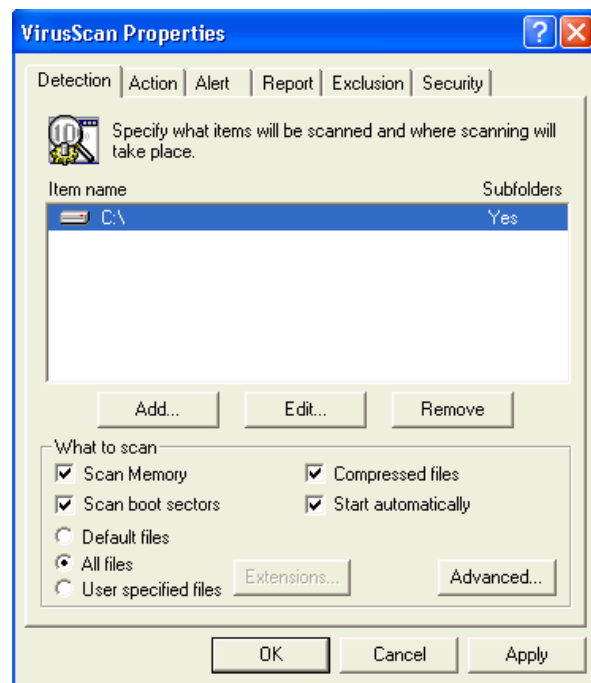 VirusScan Properties
Detection Action Alert Report Exclusion Security
Specify what items will be scanned and where scanning will
take place.
Item name Subfolders
C:\ Yes
Add... Edit... Remove
What to scan
Scan Memory Compressed files
Scan boot sectors Start automatically
Default files
All files
User specified files Extensions... Advanced...
OK Cancel Apply